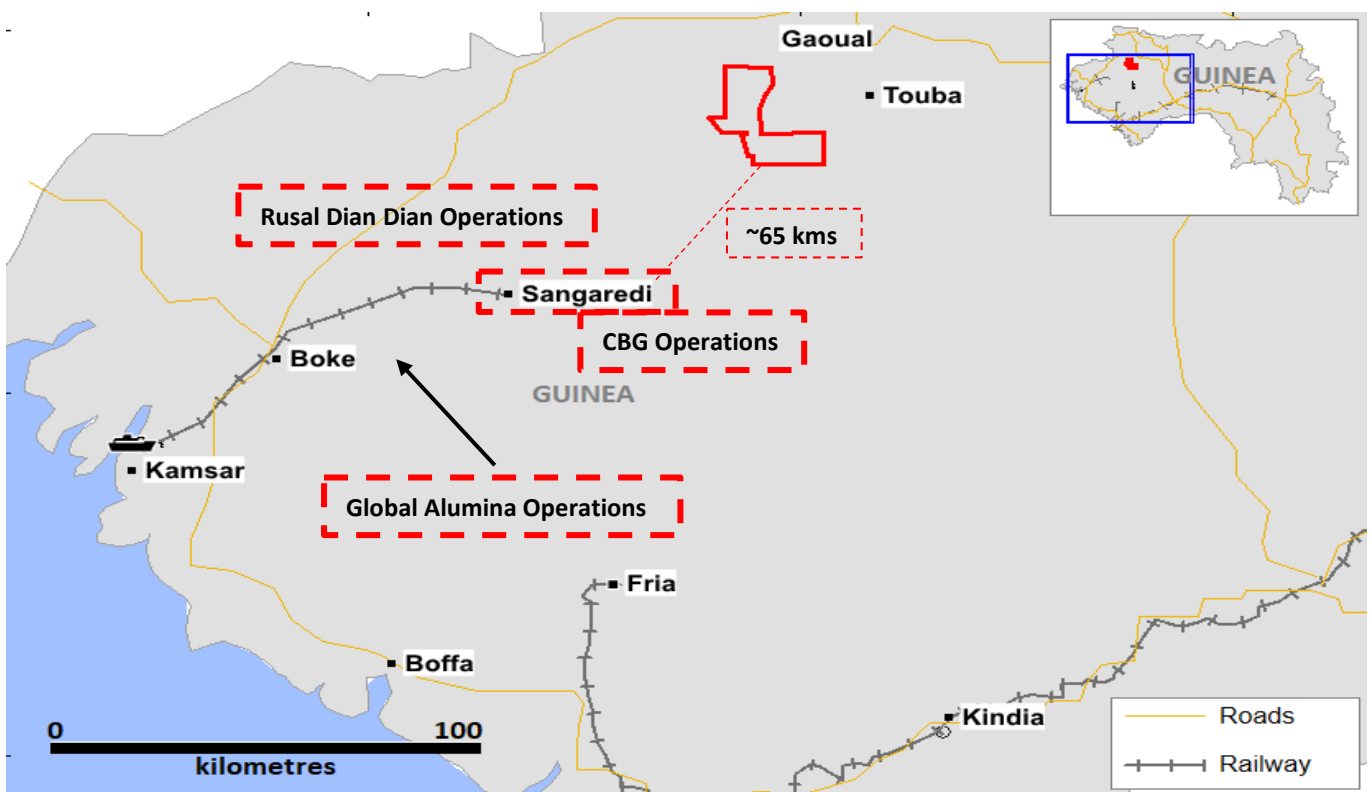 Gaoual
GUINEA
Touba
Rusal Dian Dian Operations
~65 kms
Sangaredi
CBG Operations
Boke
GUINEA
Kamsar
Global Alumina Operations
Fria
Boffa
Kindia
0 100
kilometres
Roads
Railway